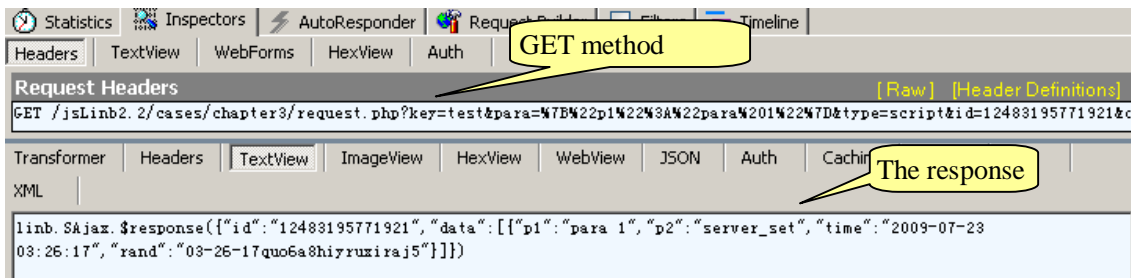 Statistics Inspectors AutoResponder Request Builder Filters Timeline
GET method
Headers TextView WebForms HexView Auth
Request Headers [Raw] [Header Definitions]
GET /jsLinb2.2/cases/chapter3/request.php?key=test&para=%7B%22p1%22%3A%22para%201%22%7D&type=script&id=12483195771921&c
Transformer Headers TextView ImageView HexView WebView JSON Auth Cachin
The response
XML
linb.SAjax.$response({"id":"12483195771921","data":[{"p1":"para 1","p2":"server_set","time":"2009-07-23
03:26:17","rand":"03-26-17quo6a8hiyruxiraj5"}]})